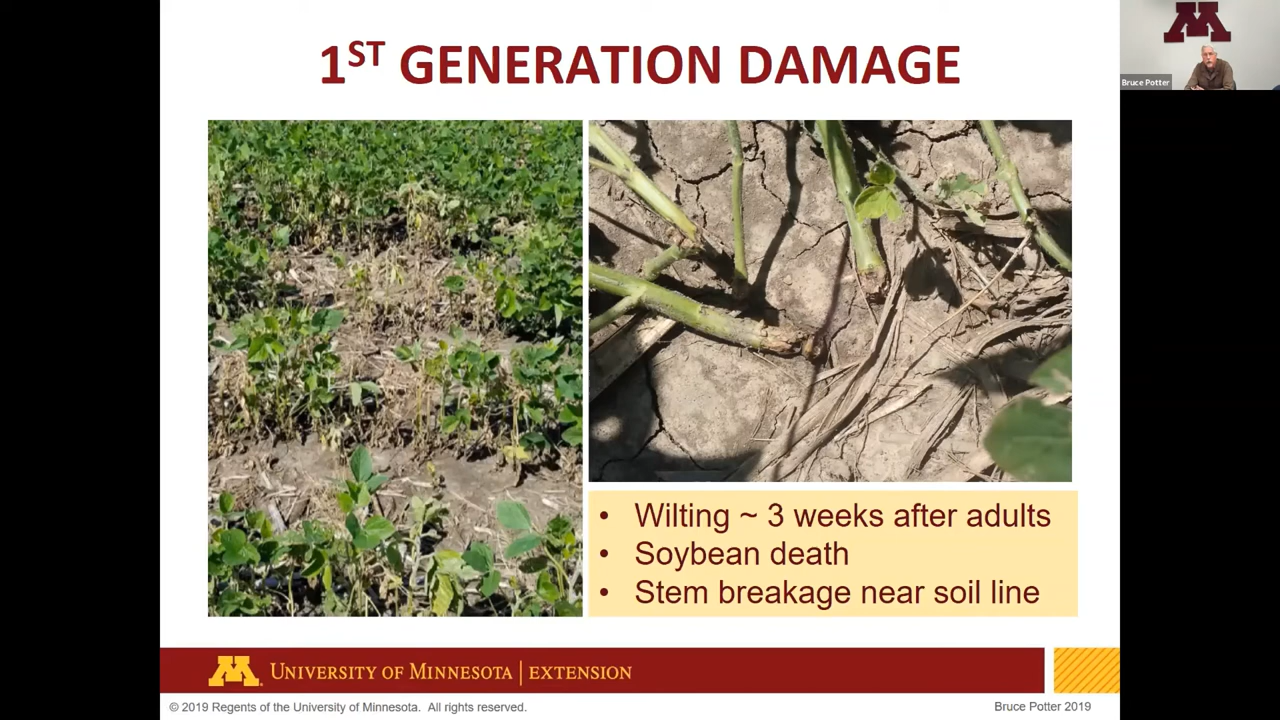 1ST GENERATION DAMAGE
Bruce Potter
• Wilting ~ 3 weeks after adults
• Soybean death
• Stem breakage near soil line
UNIVERSITY OF MINNESOTA | EXTENSION
© 2019 Regents of the University of Minnesota. All rights reserved.
Bruce Potter 2019